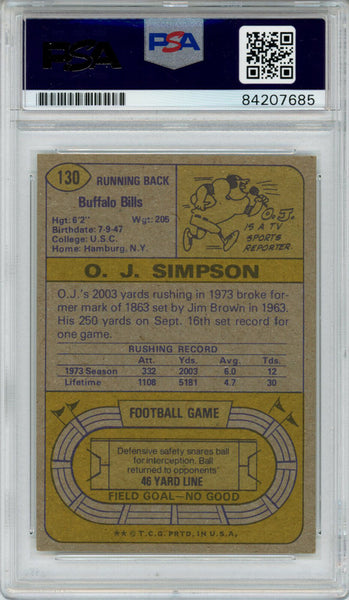 PSA
PSA
84207685
130
RUNNING BACK
Buffalo Bills
Hgt: 6'2" Wgt: 205
Birthdate: 7-9-47
College: U.S.C.
Home: Hamburg, N.Y.
O.J.
IS A TV
SPORTS
REPORTER
O. J. SIMPSON
O.J.'s 2003 yards rushing in 1973 broke for-
mer mark of 1863 set by Jim Brown in 1963.
His 250 yards on Sept. 16th set record for
one game.
RUSHING RECORD
Att. Yds. Avg. Tds.
1973 Season 332 2003 6.0 12
Lifetime 1108 5181 4.7 30
FOOTBALL GAME
Defensive safety snares ball
for interception. Ball
returned to opponents'
46 YARD LINE
FIELD GOAL—NO GOOD
★★ © T.C.G. PRTD. IN U.S.A.